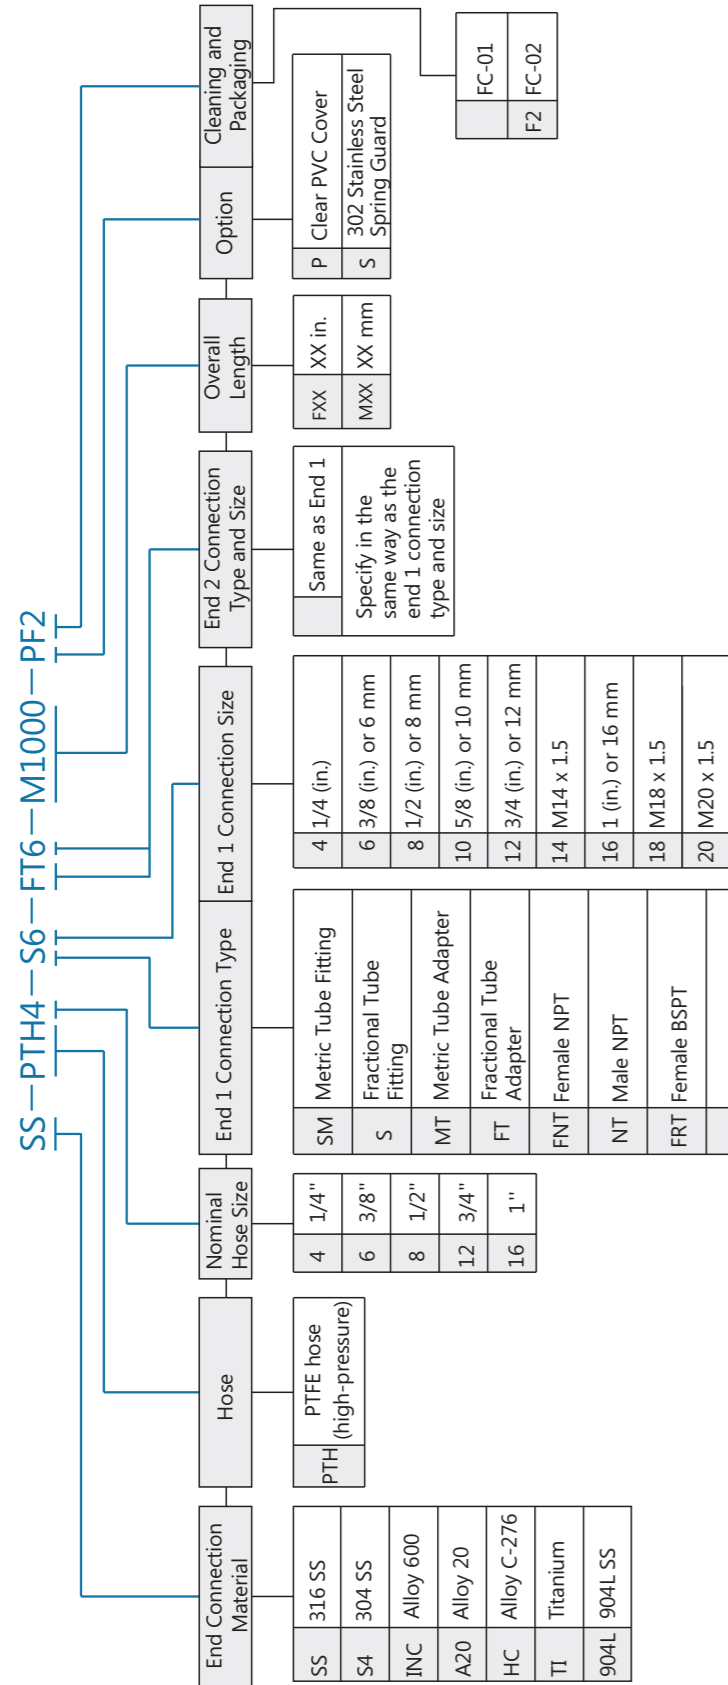 SS—PTH4—S6—FT6—M1000—PF2
End Connection
Material
SS 316 SS
S4 304 SS
INC Alloy 600
A20 Alloy 20
HC Alloy C-276
TI Titanium
904L 904L SS
Hose
PTH PTFE hose
(high-pressure)
Nominal
Hose Size
4 1/4"
6 3/8"
8 1/2"
12 3/4"
16 1"
End 1 Connection Type
SM Metric Tube Fitting
S Fractional Tube
Fitting
MT Metric Tube Adapter
FT Fractional Tube
Adapter
FNT Female NPT
NT Male NPT
FRT Female BSPT
End 1 Connection Size
4 1/4 (in.)
6 3/8 (in.) or 6 mm
8 1/2 (in.) or 8 mm
10 5/8 (in.) or 10 mm
12 3/4 (in.) or 12 mm
14 M14 x 1.5
16 1 (in.) or 16 mm
18 M18 x 1.5
20 M20 x 1.5
End 2 Connection
Type and Size
Same as End 1
Specify in the
same way as the
end 1 connection
type and size
Overall
Length
FXX XX in.
MXX XX mm
Option
P Clear PVC Cover
S 302 Stainless Steel
Spring Guard
Cleaning and
Packaging
FC-01
F2 FC-02